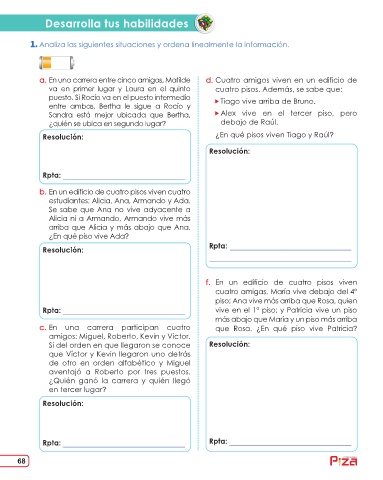 Desarrolla tus habilidades
1. Analiza las siguientes situaciones y ordena linealmente la información.
a. En una carrera entre cinco amigas, Matilde
va en primer lugar y Laura en el quinto
puesto. Si Rocío va en el puesto intermedio
entre ambas, Bertha le sigue a Rocío y
Sandra está mejor ubicada que Bertha,
¿quién se ubica en segundo lugar?
Resolución:
Rpta:
b. En un edificio de cuatro pisos viven cuatro
estudiantes: Alicia, Ana, Armando y Ada.
Se sabe que Ana no vive adyacente a
Alicia ni a Armando, Armando vive más
arriba que Alicia y más abajo que Ana.
¿En qué piso vive Ada?
Resolución:
Rpta:
c. En una carrera participan cuatro
amigos: Miguel, Roberto, Kevin y Víctor.
Si del orden en que llegaron se conoce
que Víctor y Kevin llegaron uno detrás
de otro en orden alfabético y Miguel
aventajó a Roberto por tres puestos.
¿Quién ganó la carrera y quién llegó
en tercer lugar?
Resolución:
Rpta:
d. Cuatro amigos viven en un edificio de
cuatro pisos. Además, se sabe que:
Tiago vive arriba de Bruno.
Alex vive en el tercer piso, pero
debajo de Raúl.
¿En qué pisos viven Tiago y Raúl?
Resolución:
Rpta:
f. En un edificio de cuatro pisos viven
cuatro amigas. María vive debajo del 4°
piso; Ana vive más arriba que Rosa, quien
vive en el 1° piso; y Patricia vive un piso
más abajo que María y un piso más arriba
que Rosa. ¿En qué piso vive Patricia?
Resolución:
Rpta:
68
Piza